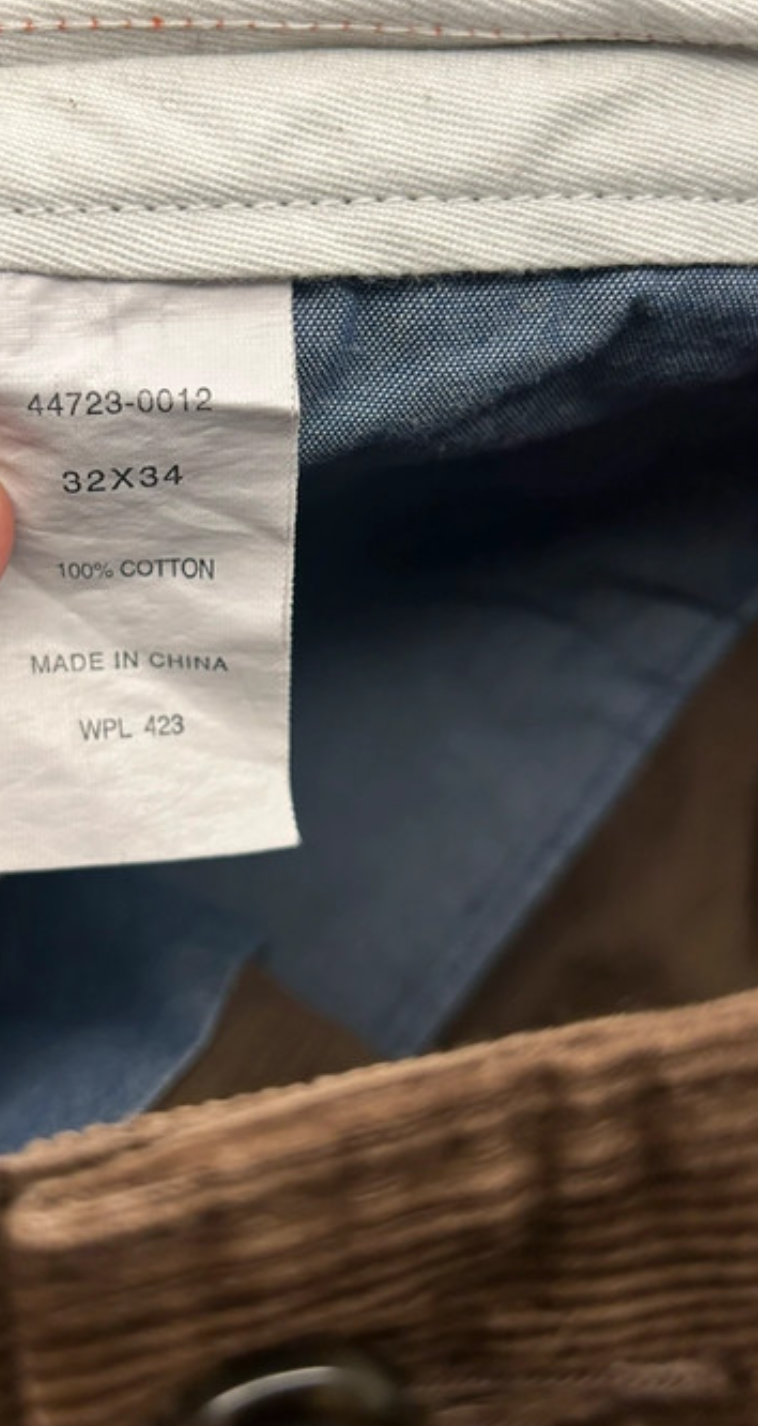 44723-0012
32X34
100% COTTON
MADE IN CHINA
WPL 423